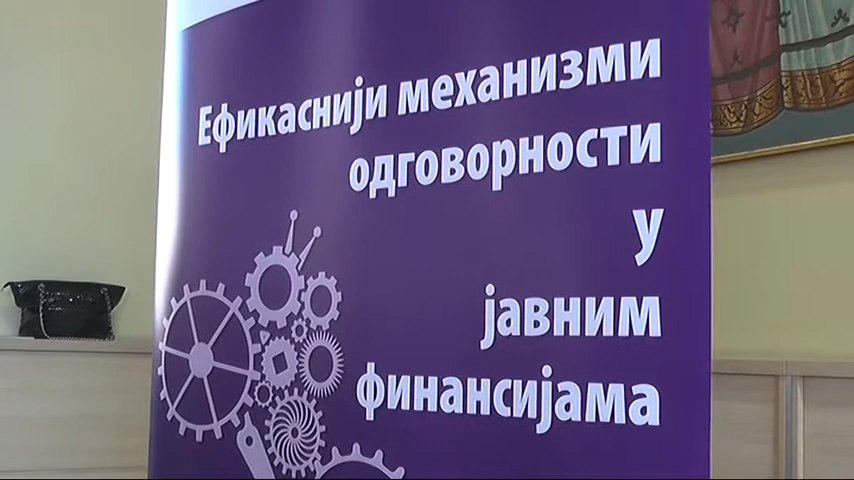 Ефикаснији механизми
одговорности
у
јавним
финансијама